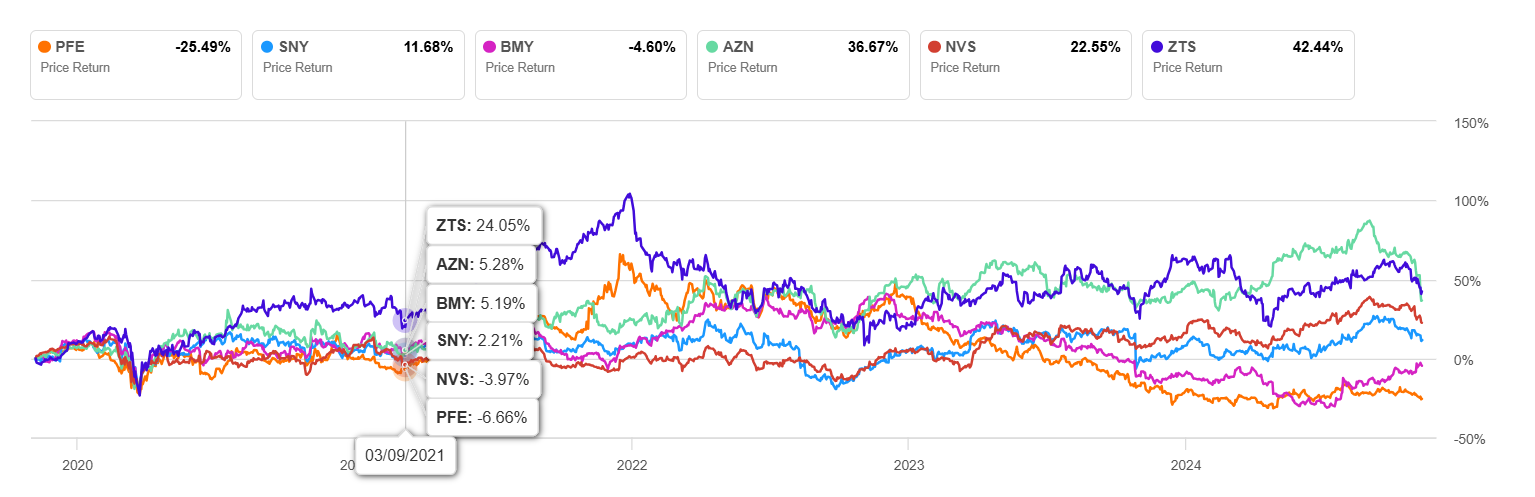 PFE -25.49%
Price Return
SNY 11.68%
Price Return
BMY -4.60%
Price Return
AZN 36.67%
Price Return
NVS 22.55%
Price Return
ZTS 42.44%
Price Return
150%
100%
50%
0%
-50%
ZTS: 24.05%
AZN: 5.28%
BMY: 5.19%
SNY: 2.21%
NVS: -3.97%
PFE: -6.66%
03/09/2021
2020
2022
2023
2024